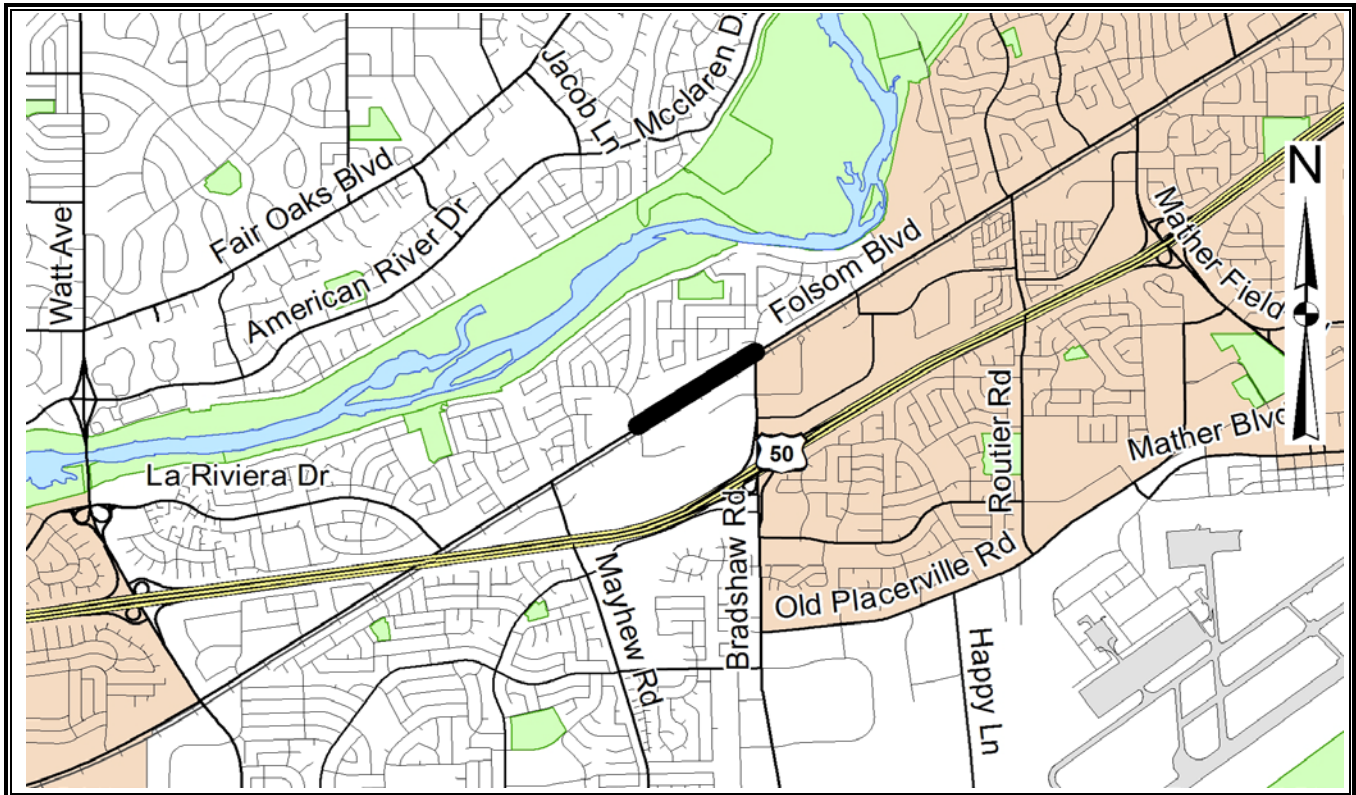 Jacob Ln
Mcclaren D
N
Fair Oaks Blvd
Watt Ave
American River Dr
Folsom Blvd
Mather Field
La Riviera Dr
50
Routier Rd
Mather Blvd
Bradshaw Rd
Mayhew Rd
Old Placerville Rd
Happy Ln